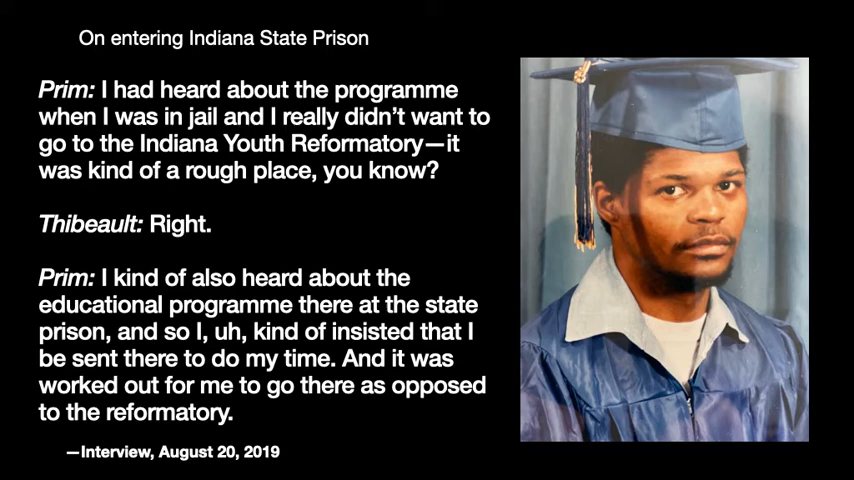 On entering Indiana State Prison
Prim: I had heard about the programme
when I was in jail and I really didn’t want to
go to the Indiana Youth Reformatory—it
was kind of a rough place, you know?
Thibeault: Right.
Prim: I kind of also heard about the
educational programme there at the state
prison, and so I, uh, kind of insisted that I
be sent there to do my time. And it was
worked out for me to go there as opposed
to the reformatory.
—Interview, August 20, 2019